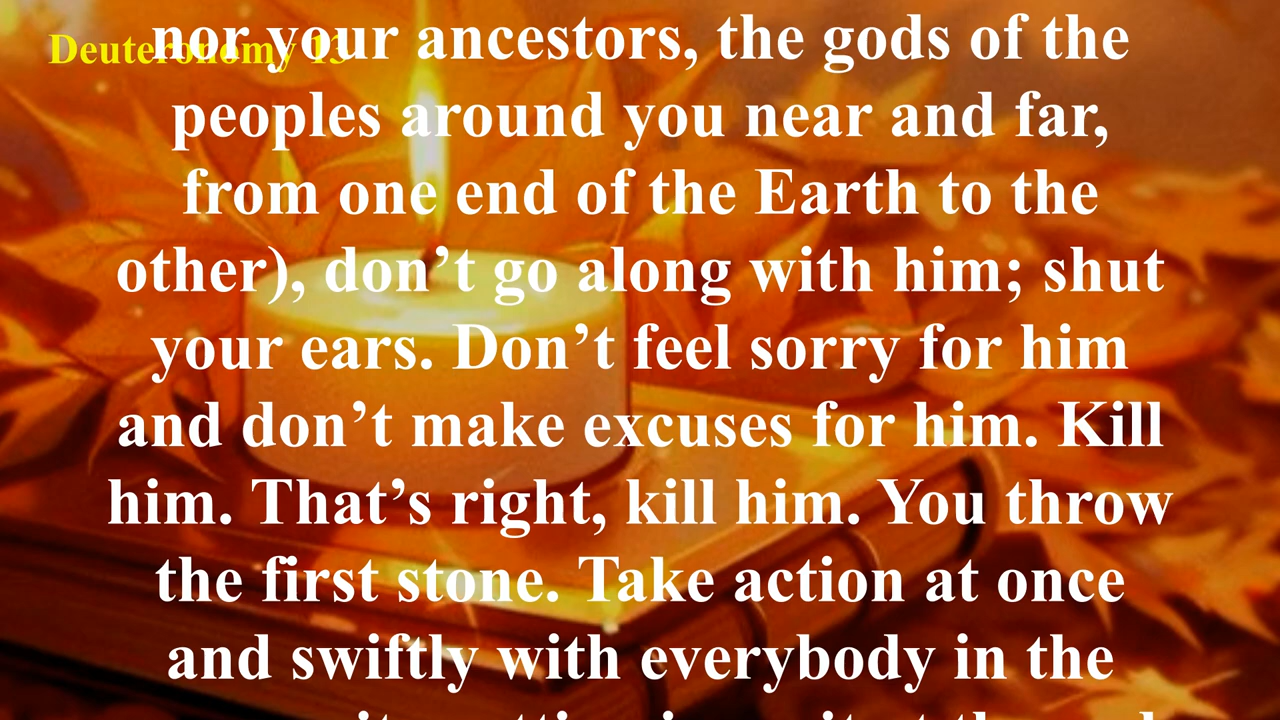 Deuteronomy 13
nor your ancestors, the gods of the
peoples around you near and far,
from one end of the Earth to the
other), don’t go along with him; shut
your ears. Don’t feel sorry for him
and don’t make excuses for him. Kill
him. That’s right, kill him. You throw
the first stone. Take action at once
and swiftly with everybody in the